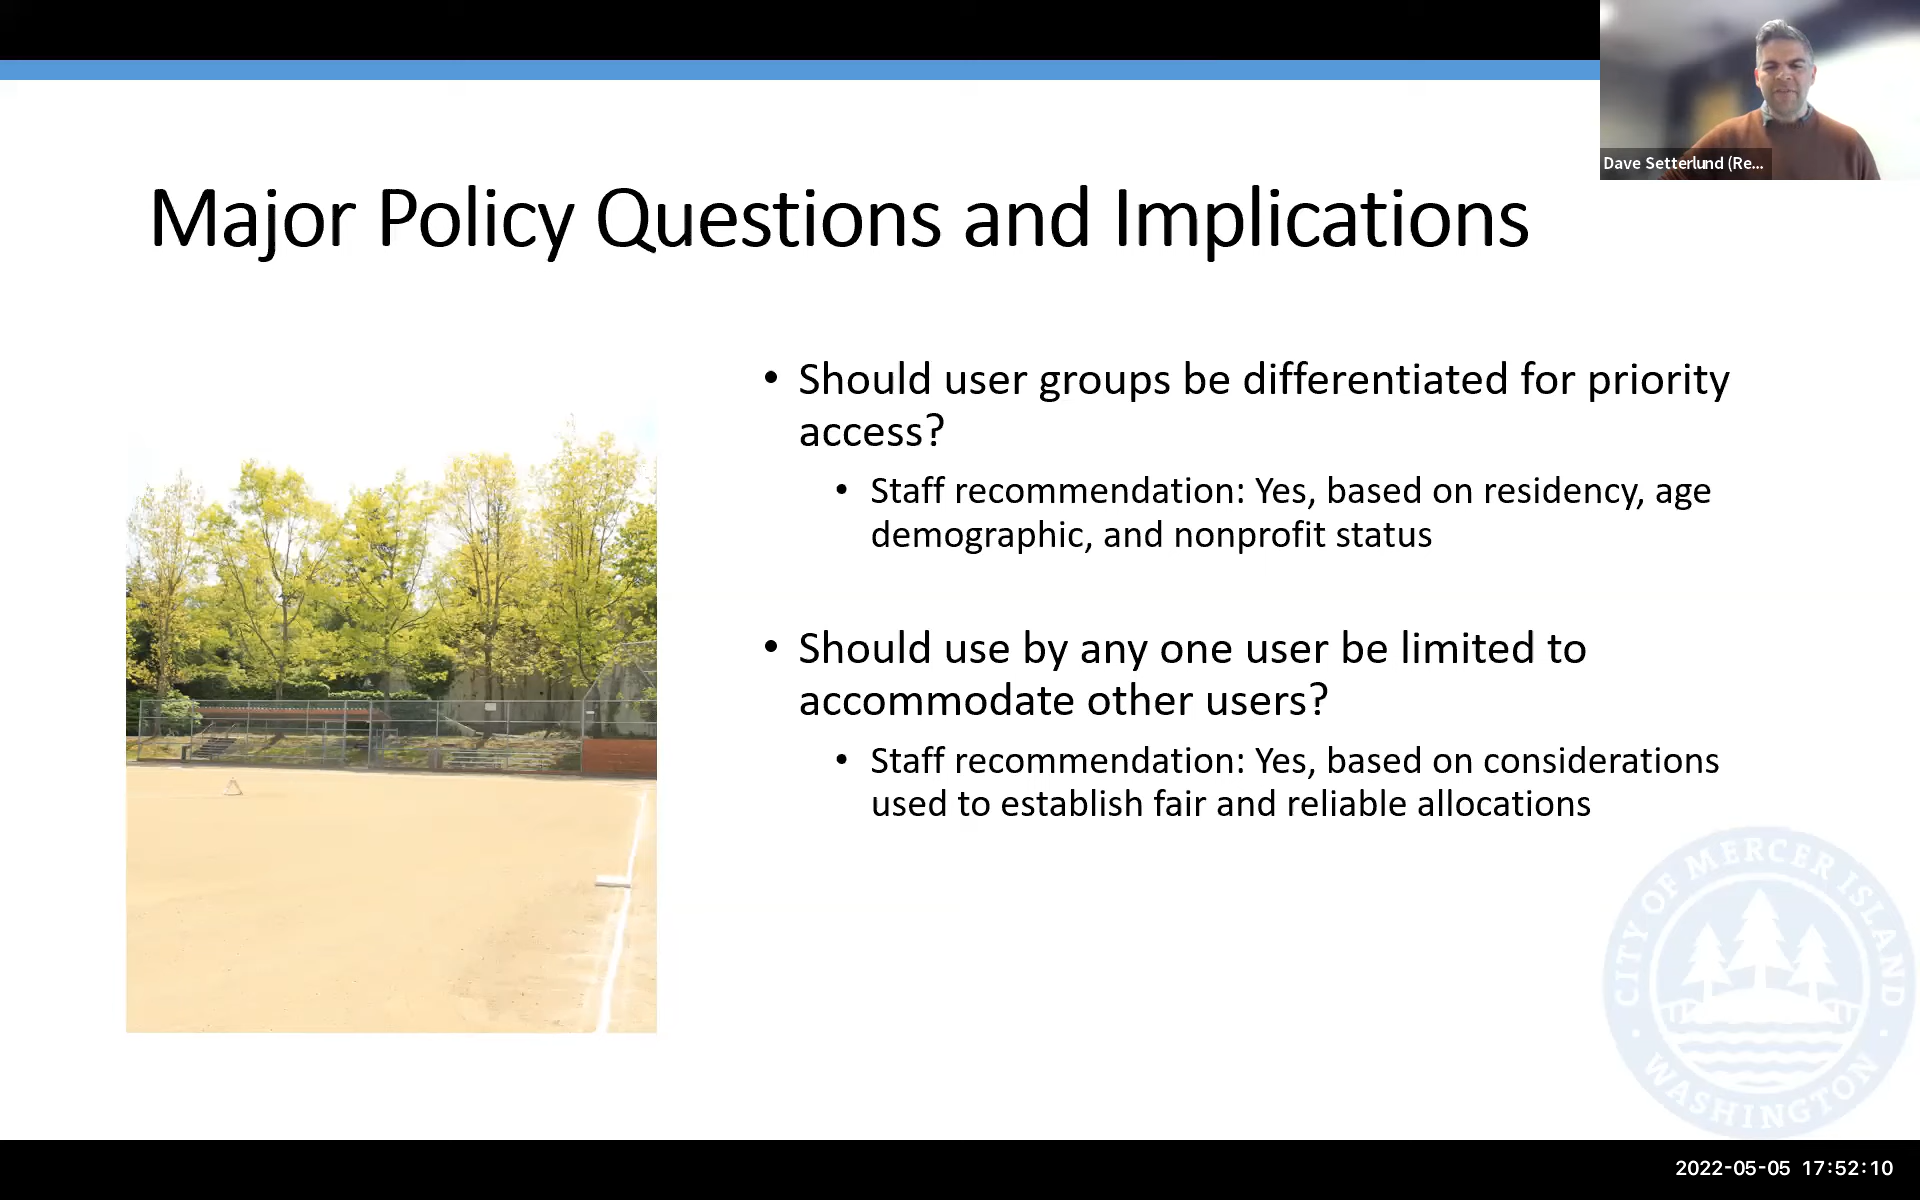 Dave Setterlund (Re...
Major Policy Questions and Implications
• Should user groups be differentiated for priority
access?
• Staff recommendation: Yes, based on residency, age
demographic, and nonprofit status
• Should use by any one user be limited to
accommodate other users?
• Staff recommendation: Yes, based on considerations
used to establish fair and reliable allocations
CITY OF MERCER ISLAND
WASHINGTON
2022-05-05 17:52:10